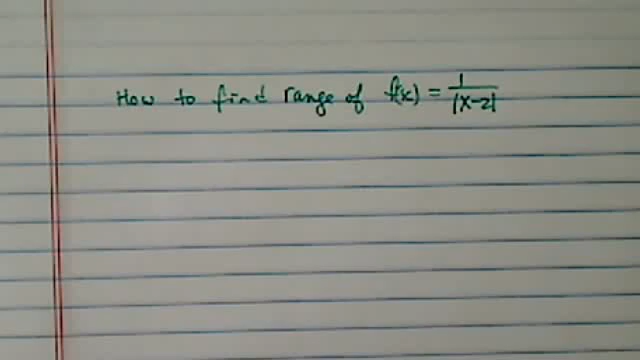 How to find range of f(x) = 1/|x-2|